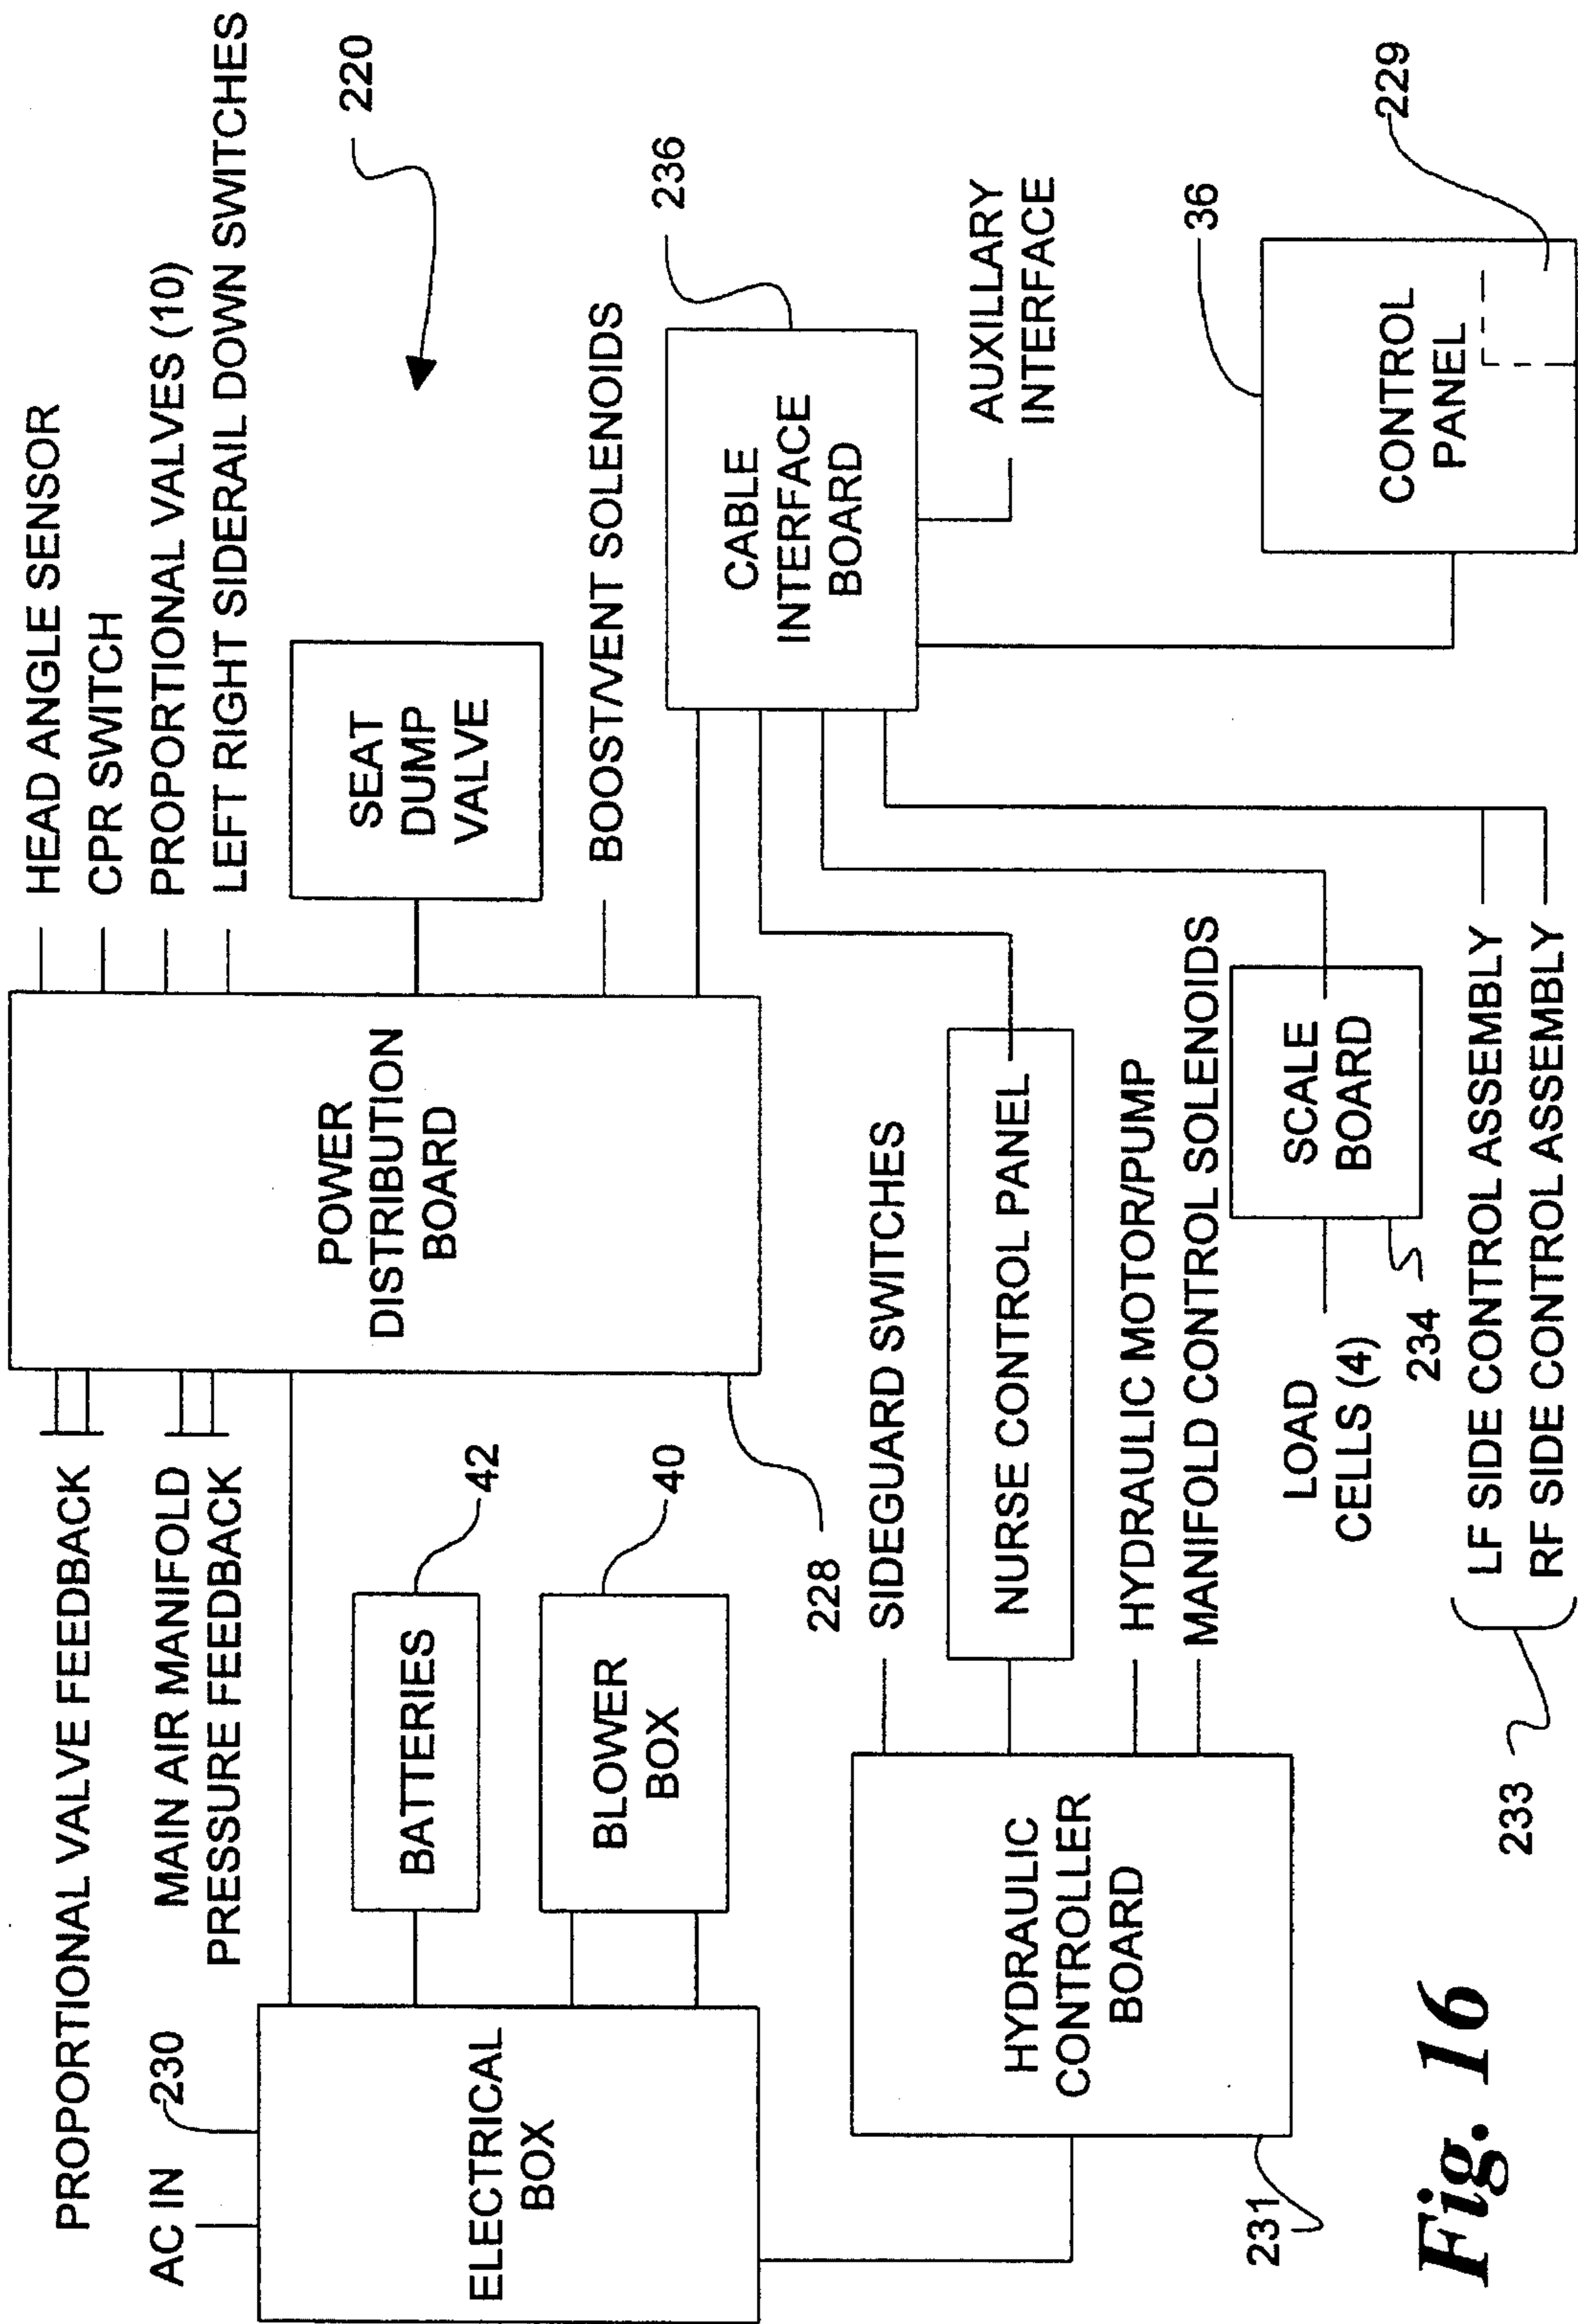 PROPORTIONAL VALVE FEEDBACK
MAIN AIR MANIFOLD
PRESSURE FEEDBACK
AC IN
230
ELECTRICAL
BOX
BATTERIES
42
BLOWER
BOX
40
POWER
DISTRIBUTION
BOARD
228
HEAD ANGLE SENSOR
CPR SWITCH
PROPORTIONAL VALVES (10)
LEFT RIGHT SIDERAIL DOWN SWITCHES
SEAT
DUMP
VALVE
BOOST/VENT SOLENOIDS
220
CABLE
INTERFACE
BOARD
236
AUXILLARY
INTERFACE
SIDEGUARD SWITCHES
NURSE CONTROL PANEL
HYDRAULIC MOTOR/PUMP
MANIFOLD CONTROL SOLENOIDS
HYDRAULIC
CONTROLLER
BOARD
231
LOAD
CELLS (4)
SCALE
BOARD
234
LF SIDE CONTROL ASSEMBLY
RF SIDE CONTROL ASSEMBLY
233
CONTROL
PANEL
36
229
Fig. 16